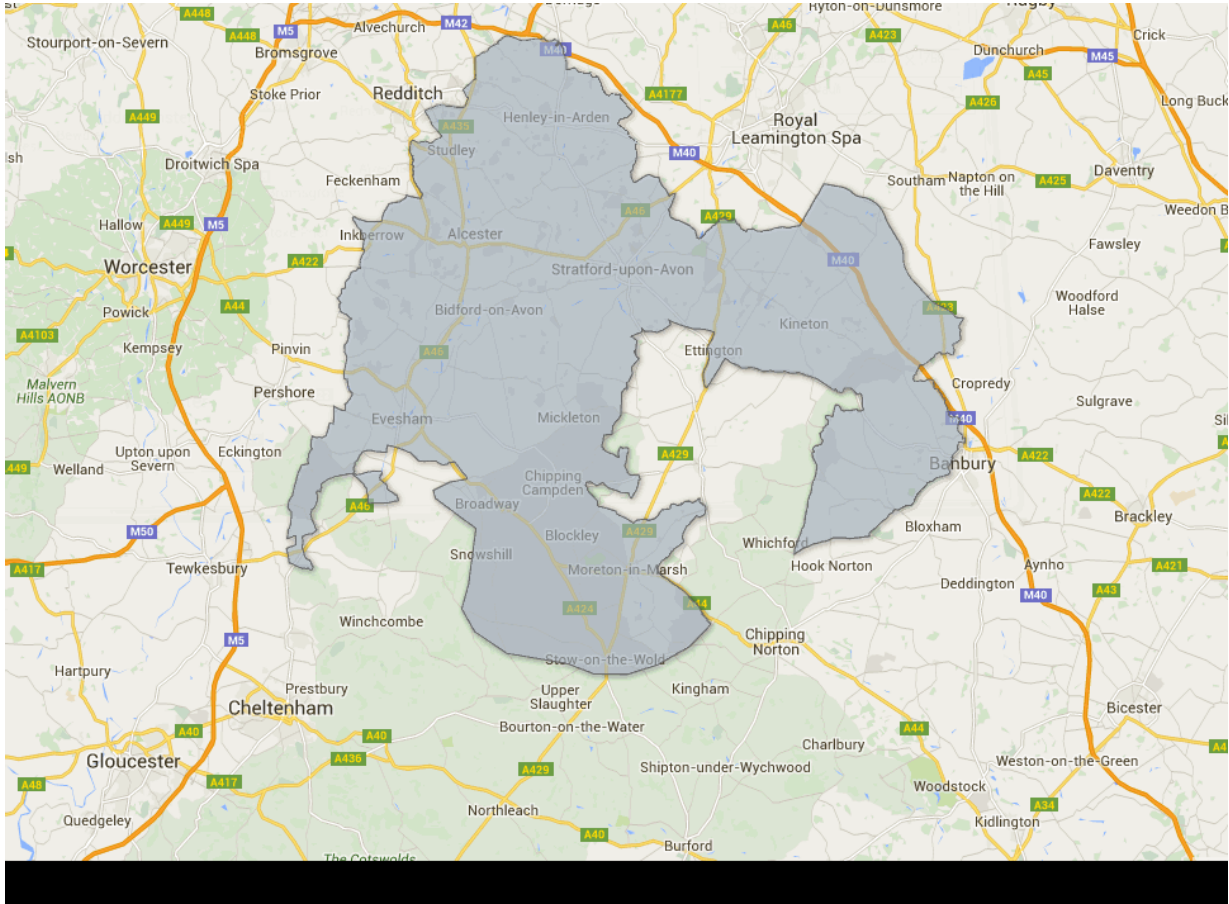 A448
M42
Hyton-on-Dunsmore
A448
M5
Alvechurch
A46
A423
Crick
Stourport-on-Severn
Bromsgrove
M40
Dunchurch
M45
A45
Stoke Prior
Redditch
A4177
A426
Long Buck
A449
A435
Henley-in-Arden
Royal
Leamington Spa
Studley
M40
Droitwich Spa
Feckenham
Southam
Napton on
the Hill
A425
Daventry
A46
A429
Weedon B
Hallow
A449
M5
Inkberrow
Alcester
Fawsley
A422
Stratford-upon-Avon
M40
Worcester
Woodford
Halse
Powick
A44
Bidford-on-Avon
A423
Kineton
A4103
Kempsey
Pinvin
A46
Ettington
Malvern
Hills AONB
Pershore
Cropredy
Sulgrave
Evesham
Mickleton
M40
A449
Welland
Upton upon
Severn
Eckington
A429
Banbury
A422
Chipping
Campden
A422
A46
Broadway
Brackley
M50
Blockley
A429
Bloxham
Snowshill
Whichford
A417
Tewkesbury
Moreton-in-Marsh
Hook Norton
Aynho
A421
Deddington
M40
A43
A424
A44
Winchcombe
M5
Chipping
Norton
Hartpury
Stow-on-the-Wold
Prestbury
Upper
Slaughter
Kingham
Cheltenham
Bicester
Bourton-on-the-Water
A40
A40
A44
Charlbury
A436
Gloucester
A429
Shipton-under-Wychwood
Weston-on-the-Green
A48
A417
Woodstock
Northleach
A34
Quedgeley
A40
Kidlington
Burford
The Cotswolds